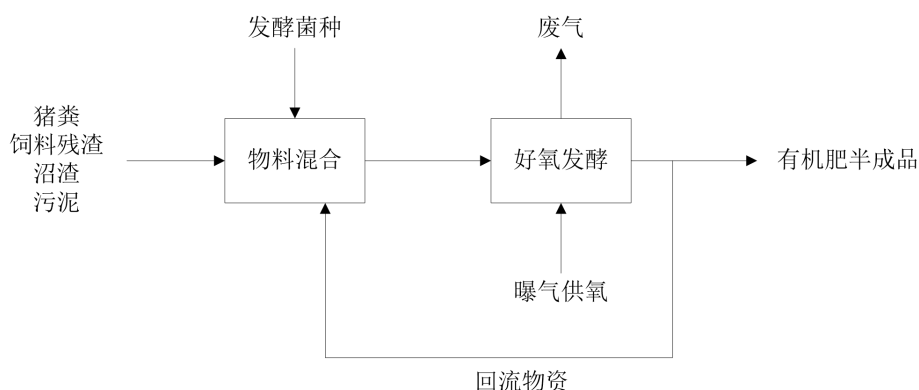 发酵菌种
废气
猪粪
饲料残渣
沼渣
污泥
物料混合
好氧发酵
有机肥半成品
曝气供氧
回流物资